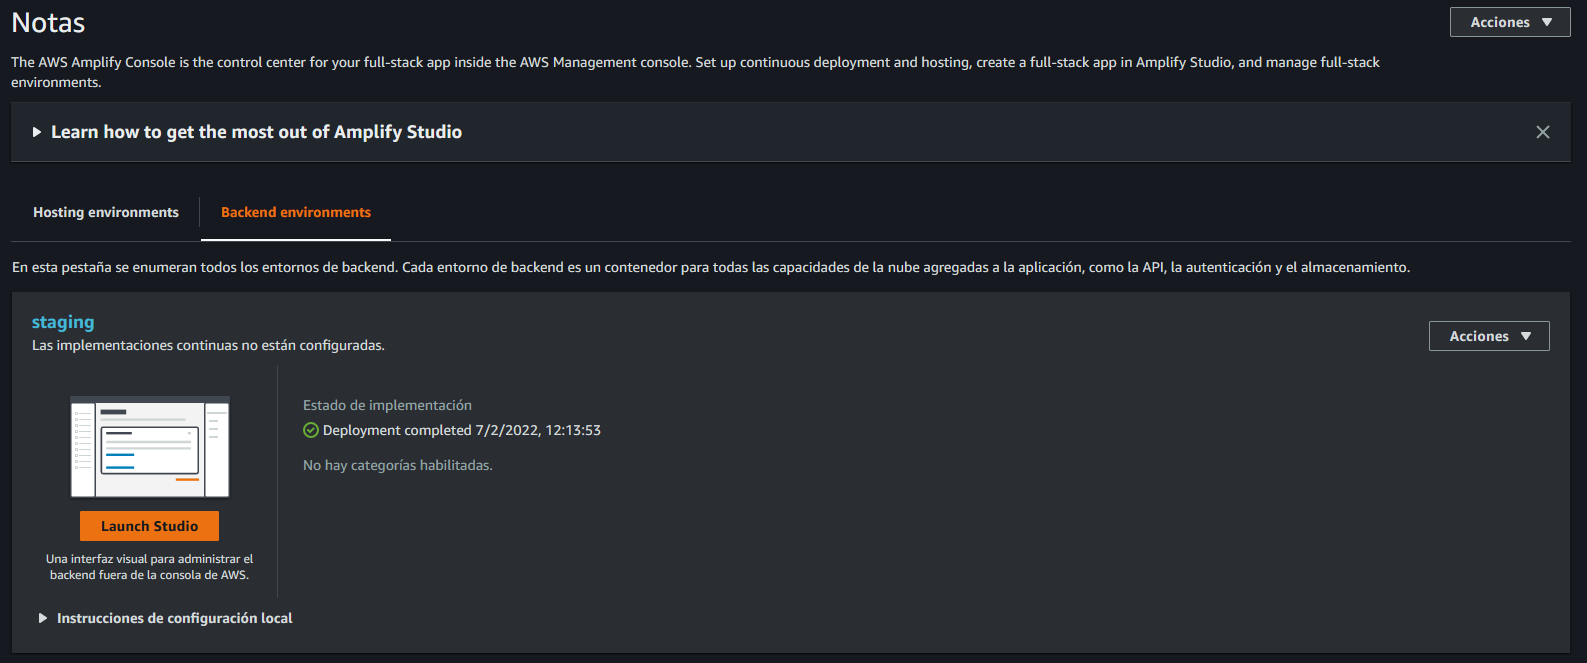 Notas
Acciones
The AWS Amplify Console is the control center for your full-stack app inside the AWS Management console. Set up continuous deployment and hosting, create a full-stack app in Amplify Studio, and manage full-stack
environments.
Learn how to get the most out of Amplify Studio
Hosting environments
Backend environments
En esta pestaña se enumeran todos los entornos de backend. Cada entorno de backend es un contenedor para todas las capacidades de la nube agregadas a la aplicación, como la API, la autenticación y el almacenamiento.
staging
Las implementaciones continuas no están configuradas.
Acciones
Estado de implementación
Deployment completed 7/2/2022, 12:13:53
No hay categorías habilitadas.
Launch Studio
Una interfaz visual para administrar el
backend fuera de la consola de AWS.
Instrucciones de configuración local